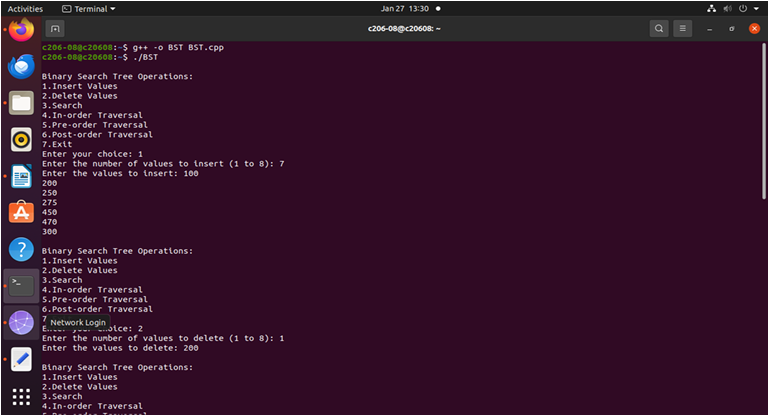 Activities Terminal Jan 27 13:30
c206-08@c20608: ~
c206-08@c20608:~$ g++ -o BST BST.cpp
c206-08@c20608:~$ ./BST
Binary Search Tree Operations:
1.Insert Values
2.Delete Values
3.Search
4.In-order Traversal
5.Pre-order Traversal
6.Post-order Traversal
7.Exit
Enter your choice: 1
Enter the number of values to insert (1 to 8): 7
Enter the values to insert: 100
200
250
275
450
470
300
Binary Search Tree Operations:
1.Insert Values
2.Delete Values
3.Search
4.In-order Traversal
5.Pre-order Traversal
6.Post-order Traversal
7
Network Login
Enter your choice: 2
Enter the number of values to delete (1 to 8): 1
Enter the values to delete: 200
Binary Search Tree Operations:
1.Insert Values
2.Delete Values
3.Search
4.In-order Traversal